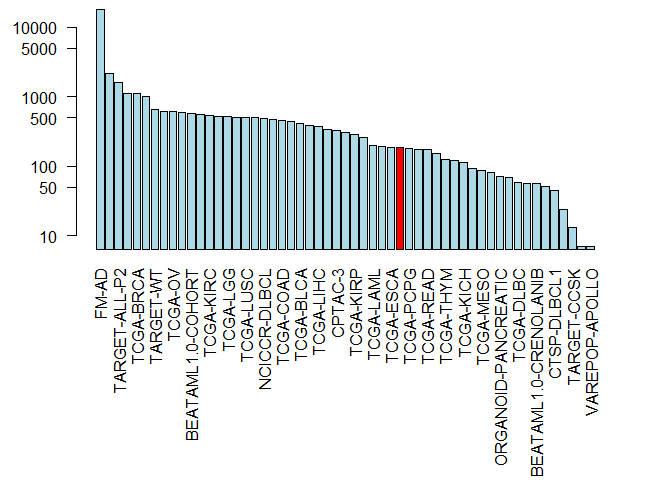 10000
5000
1000
500
100
50
10
FM-AD
TARGET-ALL-P2
TCGA-BRCA
TARGET-WT
TCGA-OV
BEATAML1.0-COHORT
TCGA-KIRC
TCGA-LGG
TCGA-LUSC
NCICCR-DLBCL
TCGA-COAD
TCGA-BLCA
TCGA-LIHC
CPTAC-3
TCGA-KIRP
TCGA-LAML
TCGA-ESCA
TCGA-PCPG
TCGA-READ
TCGA-THYM
TCGA-KICH
TCGA-MESO
ORGANOID-PANCREATIC
TCGA-DLBC
BEATAML1.0-CRENOLANIB
CTSP-DLBCL1
TARGET-CCSK
VAREPOP-APOLLO